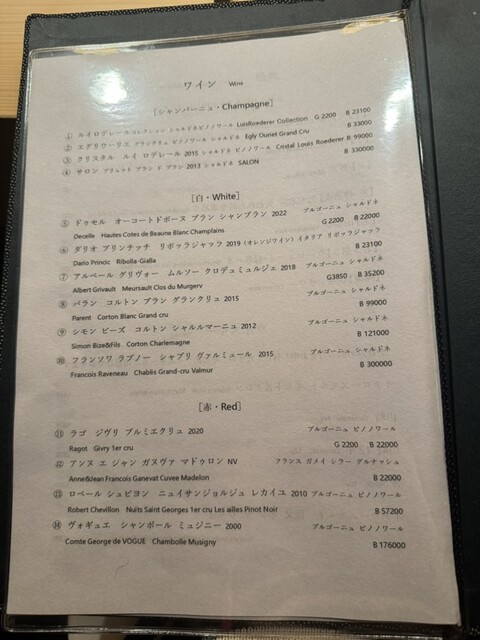 ワイン Wine
[シャンパーニュ・Champagne]
① ルイロデレール コレクション シャルドネ ピノノワール LuisRoederer Collection G 2200 B 23100
② エグリウーリエ グランクリュ ピノノワール シャルドネ Egly Ouriet Grand Cru B 33000
③ クリスタル ルイ ロデレール 2015 シャルドネ ピノノワール Cristal Louis Roederer B 99000
④ サロン ブリュット ブラン ド ブラン 2013 シャルドネ SALON B 330000
[白・White]
⑤ ドゥセル オーコートドボーヌ ブラン シャンプラン 2022 ブルゴーニュ シャルドネ
Decelle Hautes Cotes de Beaune Blanc Champlains G 2200 B 22000
⑥ ダリオ プリンチッチ リボッラジャッラ 2019 (オレンジワイン) イタリア リボッラジャッラ
Dario Princic Ribolla-Gialla B 23100
⑦ アルベール グリヴォー ムルソー クロデュミュルジェ 2018 ブルゴーニュ シャルドネ
Albert Grivault Meursault Clos du Murgerv G3850 B 35200
⑧ パラン コルトン ブラン グランクリュ 2015 ブルゴーニュ シャルドネ
Parent Corton Blanc Grand cru B 99000
⑨ シモン ビーズ コルトン シャルルマーニュ 2012 ブルゴーニュ シャルドネ
Simon Bize&Fils Corton Charlemagne B 121000
⑩ フランソワ ラブノー シャブリ ヴァルミュール 2015 ブルゴーニュ シャルドネ
Francois Raveneau Chablis Grand-cru Valmur B 300000
[赤・Red]
⑪ ラゴ ジヴリ プルミエクリュ 2020 ブルゴーニュ ピノノワール
Ragot Givry 1er cru G 2200 B 22000
⑫ アンヌ エ ジャン ガヌヴァ マドゥロン NV フランス ガメイ シラー グルナッシュ
Anne&Jean Francois Ganevat Cuvee Madelon B 22000
⑬ ロベール シュビヨン ニュイサンジョルジュ レカイユ 2010 ブルゴーニュ ピノノワール
Robert Chevillon Nuits Saint Georges 1er cru Les ailles Pinot Noir B 57200
⑭ ヴォギュエ シャンボール ミュジニー 2000 ブルゴーニュ ピノノワール
Comte George de VOGUE Chambolle Musigny B 176000